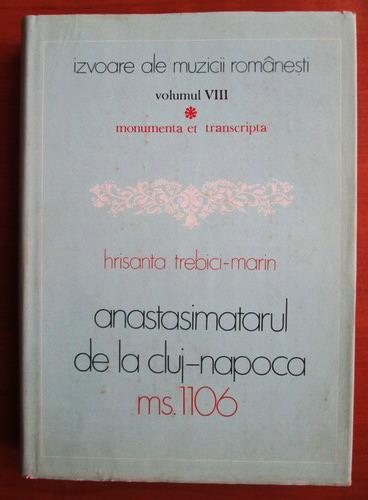 izvoare ale muzicii românești
volumul VIII
*
monumenta et transcripta
hrisanta trebici-marin
anastasimatarul
de la cluj-napoca
ms. 1106